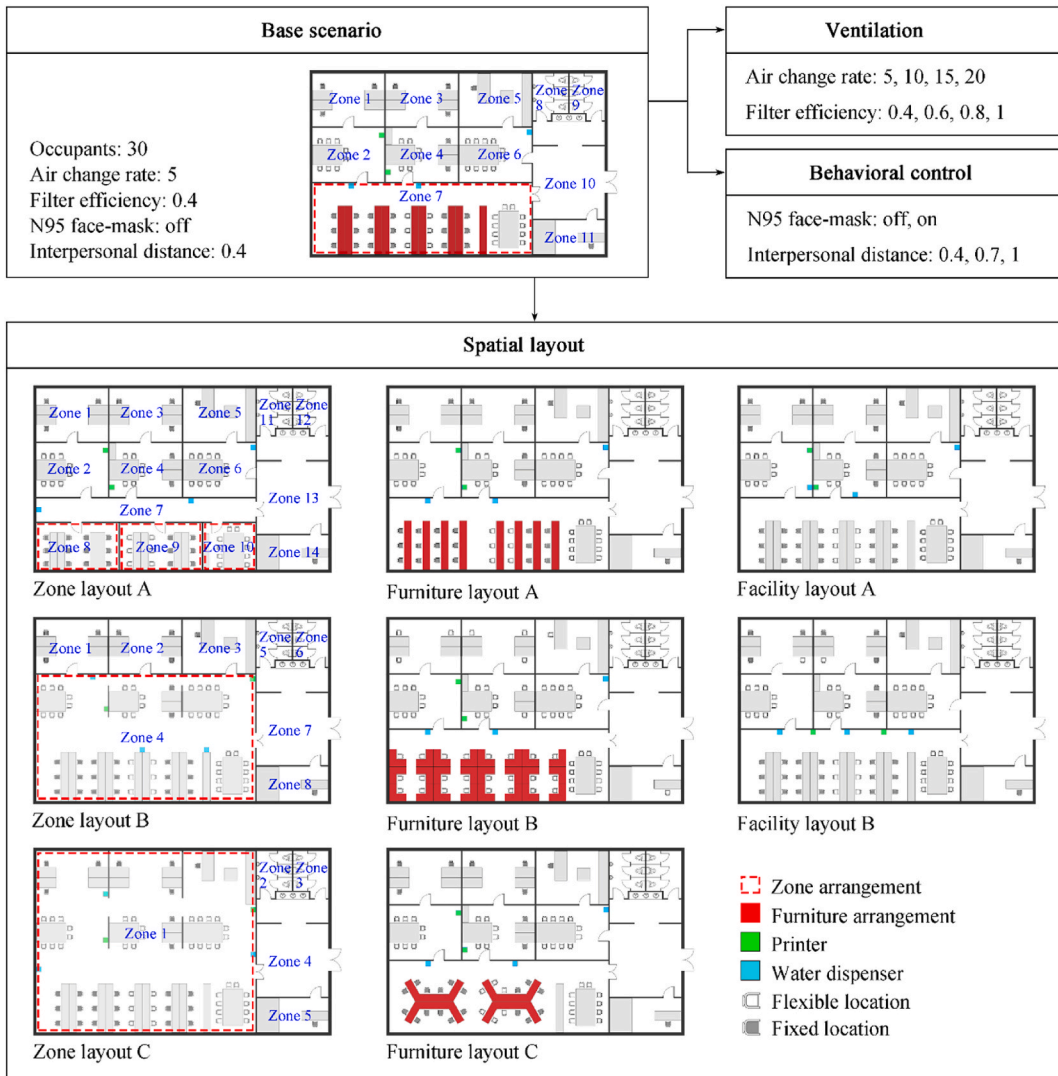 Base scenario
Occupants: 30
Air change rate: 5
Filter efficiency: 0.4
N95 face-mask: off
Interpersonal distance: 0.4
Zone 1
Zone 3
Zone 5
Zone 8
Zone 9
Zone 2
Zone 4
Zone 6
Zone 7
Zone 10
Zone 11
Ventilation
Air change rate: 5, 10, 15, 20
Filter efficiency: 0.4, 0.6, 0.8, 1
Behavioral control
N95 face-mask: off, on
Interpersonal distance: 0.4, 0.7, 1
Spatial layout
Zone 1
Zone 3
Zone 5
Zone 11
Zone 12
Zone 2
Zone 4
Zone 6
Zone 7
Zone 13
Zone 8
Zone 9
Zone 10
Zone 14
Zone layout A
Furniture layout A
Facility layout A
Zone 1
Zone 2
Zone 3
Zone 5
Zone 6
Zone 4
Zone 7
Zone 8
Zone layout B
Furniture layout B
Facility layout B
Zone 2
Zone 3
Zone 1
Zone 4
Zone 5
Zone layout C
Furniture layout C
Zone arrangement
Furniture arrangement
Printer
Water dispenser
Flexible location
Fixed location